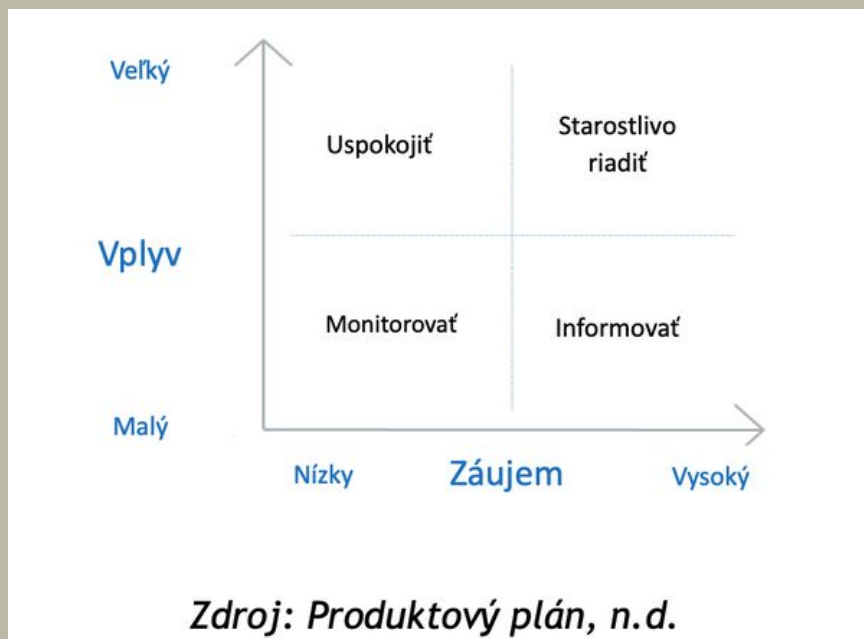 Veľký
Uspokojiť
Starostlivo
riadiť
Vplyv
Monitorovať
Informovať
Malý
Nízky
Záujem
Vysoký
Zdroj: Produktový plán, n.d.